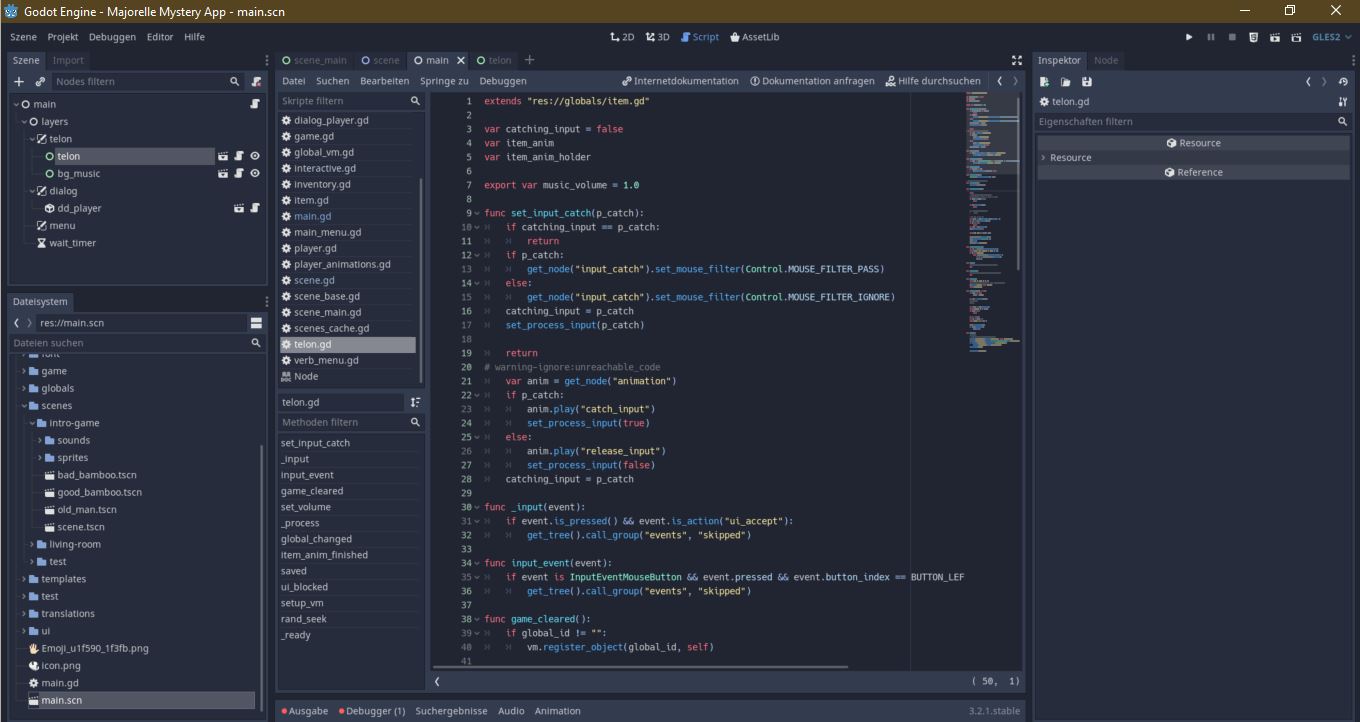 Godot Engine - Majorelle Mystery App - main.scn
Szene Projekt Debuggen Editor Hilfe
2D 3D Script AssetLib
GLES2
Szene Import
Nodes filtern
main
layers
telon
telon
bg_music
dialog
dd_player
menu
wait_timer
Dateisystem
res://main.scn
Dateien suchen
font
game
globals
scenes
intro-game
sounds
sprites
bad_bamboo.tscn
good_bamboo.tscn
old_man.tscn
scene.tscn
living-room
test
templates
test
translations
ui
Emoji_u1f590_1f3fb.png
icon.png
main.gd
main.scn
scene_main scene main telon
Datei Suchen Bearbeiten Springe zu Debuggen Internetdokumentation Dokumentation anfragen Hilfe durchsuchen
Skripte filtern
dialog_player.gd
game.gd
global_vm.gd
interactive.gd
inventory.gd
item.gd
main.gd
main_menu.gd
player.gd
player_animations.gd
scene.gd
scene_base.gd
scene_main.gd
scenes_cache.gd
telon.gd
verb_menu.gd
Node
telon.gd
Methoden filtern
set_input_catch
_input
input_event
game_cleared
set_volume
_process
global_changed
item_anim_finished
saved
ui_blocked
setup_vm
rand_seek
_ready
1 extends "res://globals/item.gd"
2
3 var catching_input = false
4 var item_anim
5 var item_anim_holder
6
7 export var music_volume = 1.0
8
9 func set_input_catch(p_catch):
10 if catching_input == p_catch:
11 return
12 if p_catch:
13 get_node("input_catch").set_mouse_filter(Control.MOUSE_FILTER_PASS)
14 else:
15 get_node("input_catch").set_mouse_filter(Control.MOUSE_FILTER_IGNORE)
16 catching_input = p_catch
17 set_process_input(p_catch)
18
19 return
20 # warning-ignore:unreachable_code
21 var anim = get_node("animation")
22 if p_catch:
23 anim.play("catch_input")
24 set_process_input(true)
25 else:
26 anim.play("release_input")
27 set_process_input(false)
28 catching_input = p_catch
29
30 func _input(event):
31 if event.is_pressed() && event.is_action("ui_accept"):
32 get_tree().call_group("events", "skipped")
33
34 func input_event(event):
35 if event is InputEventMouseButton && event.pressed && event.button_index == BUTTON_LEF
36 get_tree().call_group("events", "skipped")
37
38 func game_cleared():
39 if global_id != "":
40 vm.register_object(global_id, self)
41
( 50, 1)
Ausgabe Debugger (1) Suchergebnisse Audio Animation 3.2.1.stable
Inspektor Node
telon.gd
Eigenschaften filtern
Resource
Resource
Reference